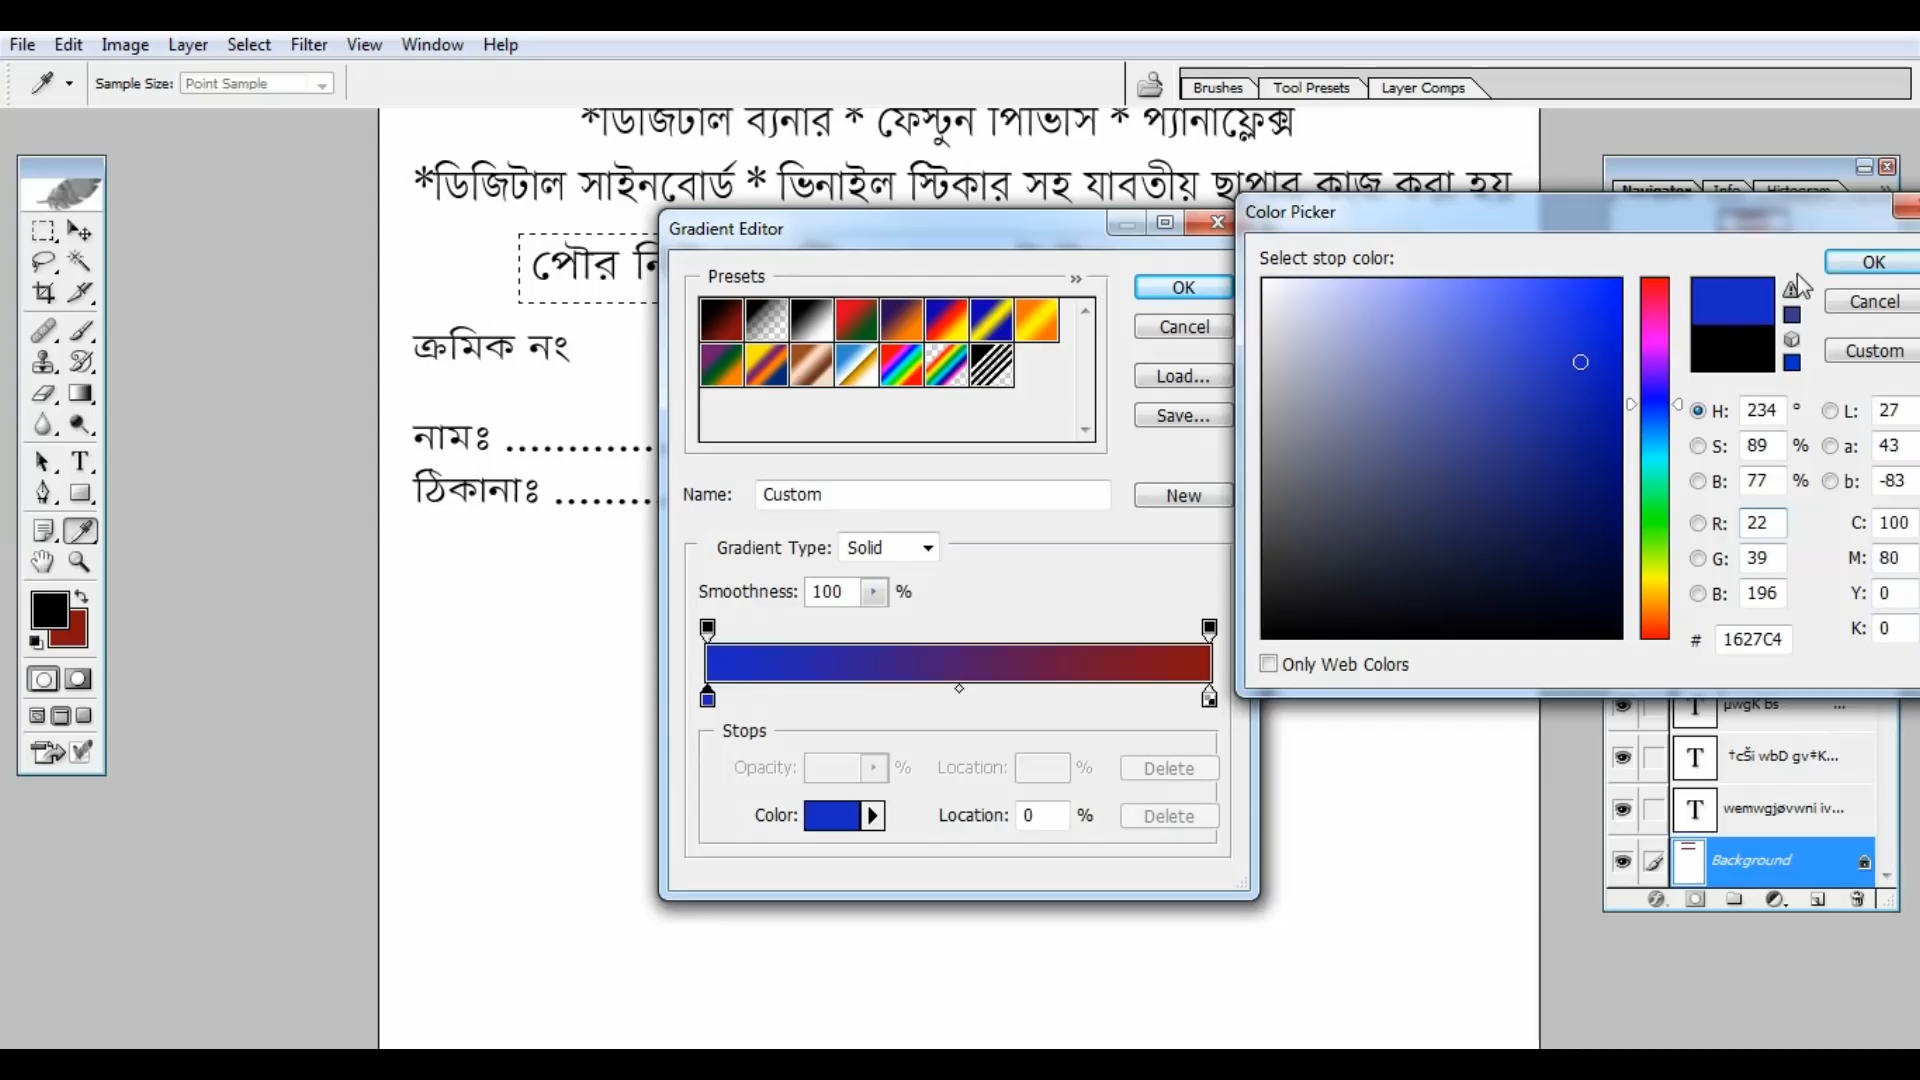 File Edit Image Layer Select Filter View Window Help
Sample Size: Point Sample
Brushes Tool Presets Layer Comps
*ডিজিটাল ব্যনার * ফেস্টুন পিভিসি * প্যানাফ্লেক্স
*ডিজিটাল সাইনবোর্ড * ভিনাইল স্টিকার সহ যাবতীয় ছাপার কাজ করা হয়
Navigator Info Histogram
Color Picker
Gradient Editor
পৌর
Select stop color:
OK
Cancel
Custom
Presets
OK
Cancel
Load...
Save...
ক্রমিক নং
H: 234 ° L: 27
S: 89 % a: 43
B: 77 % b: -83
R: 22 C: 100
G: 39 M: 80
B: 196 Y: 0
# 1627C4 K: 0
Only Web Colors
নামঃ ............
ঠিকানাঃ .........
Name: Custom New
Gradient Type: Solid
Smoothness: 100 %
Stops
Opacity: % Location: % Delete
Color: Location: 0 % Delete
T µwgK bs ...
T †cŠi wbD gv‡K...
T wemwgjøvwni iv...
Background